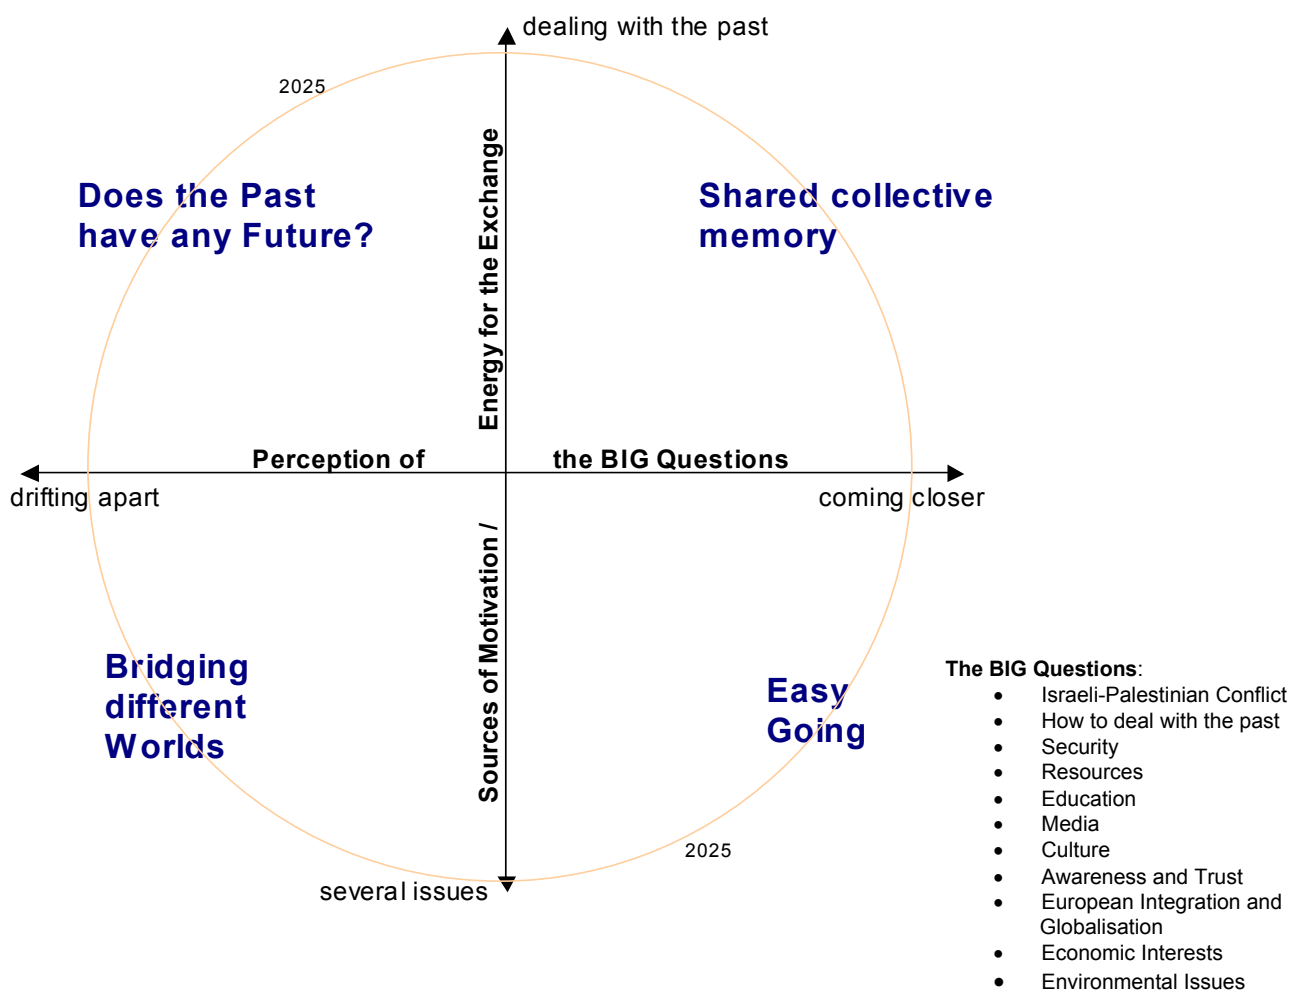 dealing with the past
2025
Does the Past
have any Future?
Shared collective
memory
Energy for the Exchange
Perception of
the BIG Questions
drifting apart
coming closer
Sources of Motivation /
Bridging
different
Worlds
Easy
Going
2025
several issues
The BIG Questions:
• Israeli-Palestinian Conflict
• How to deal with the past
• Security
• Resources
• Education
• Media
• Culture
• Awareness and Trust
• European Integration and
Globalisation
• Economic Interests
• Environmental Issues